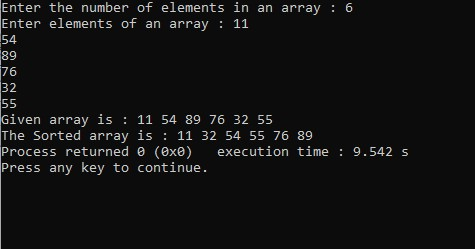 Enter the number of elements in an array : 6
Enter elements of an array : 11
54
89
76
32
55
Given array is : 11 54 89 76 32 55
The Sorted array is : 11 32 54 55 76 89
Process returned 0 (0x0)   execution time : 9.542 s
Press any key to continue.